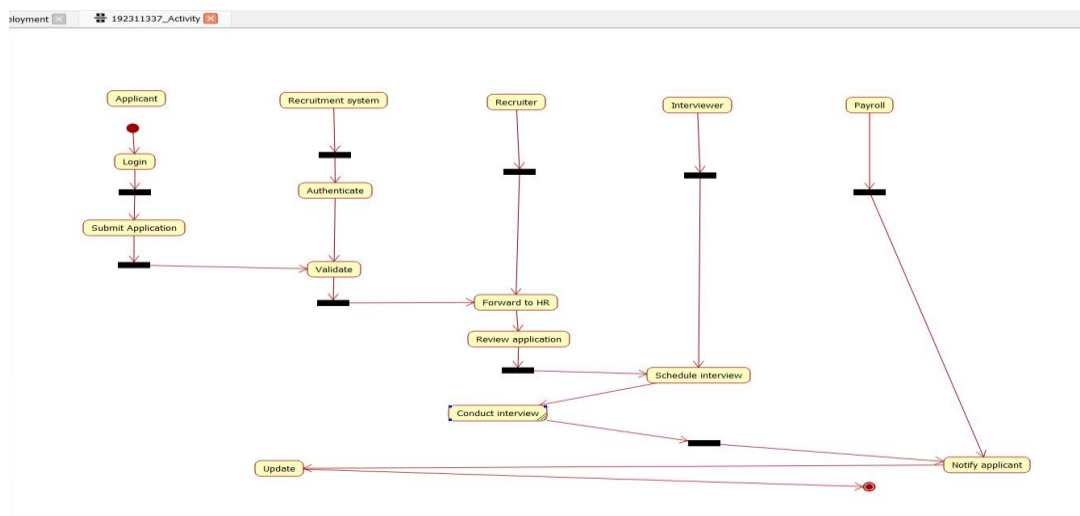 ployment
192311337_Activity
Applicant
Recruitment system
Recruiter
Interviewer
Payroll
Login
Authenticate
Submit Application
Validate
Forward to HR
Review application
Schedule interview
Conduct interview
Update
Notify applicant